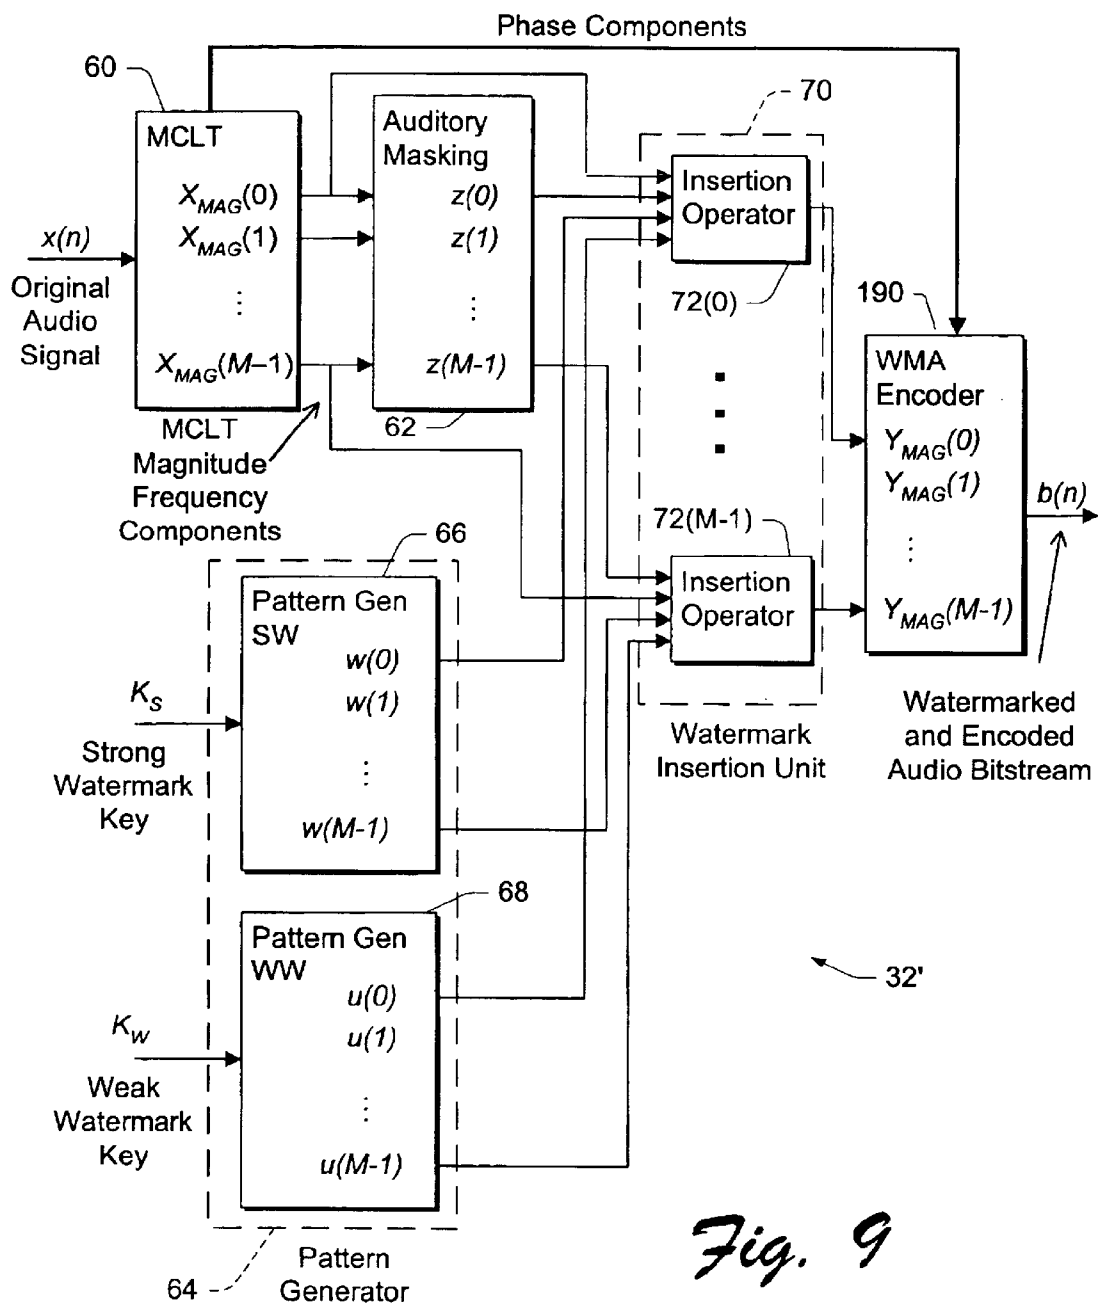 Phase Components
60
70
MCLT
Auditory
Masking
Insertion
Operator
X_MAG(0)
z(0)
X_MAG(1)
z(1)
x(n)
Original
Audio
Signal
⋮
⋮
72(0)
190
X_MAG(M–1)
z(M-1)
WMA
Encoder
62
MCLT
Magnitude
Frequency
Components
Y_MAG(0)
Y_MAG(1)
b(n)
72(M-1)
66
⋮
Pattern Gen
SW
Insertion
Operator
Y_MAG(M-1)
w(0)
w(1)
K_S
Strong
Watermark
Key
Watermark
Insertion Unit
Watermarked
and Encoded
Audio Bitstream
⋮
w(M-1)
68
Pattern Gen
WW
32'
u(0)
u(1)
K_W
Weak
Watermark
Key
⋮
u(M-1)
64
Pattern
Generator
Fig. 9